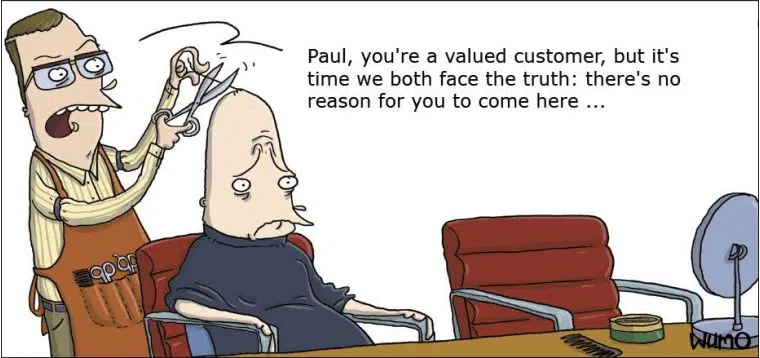 Paul, you're a valued customer, but it's
time we both face the truth: there's no
reason for you to come here ...
WUMO